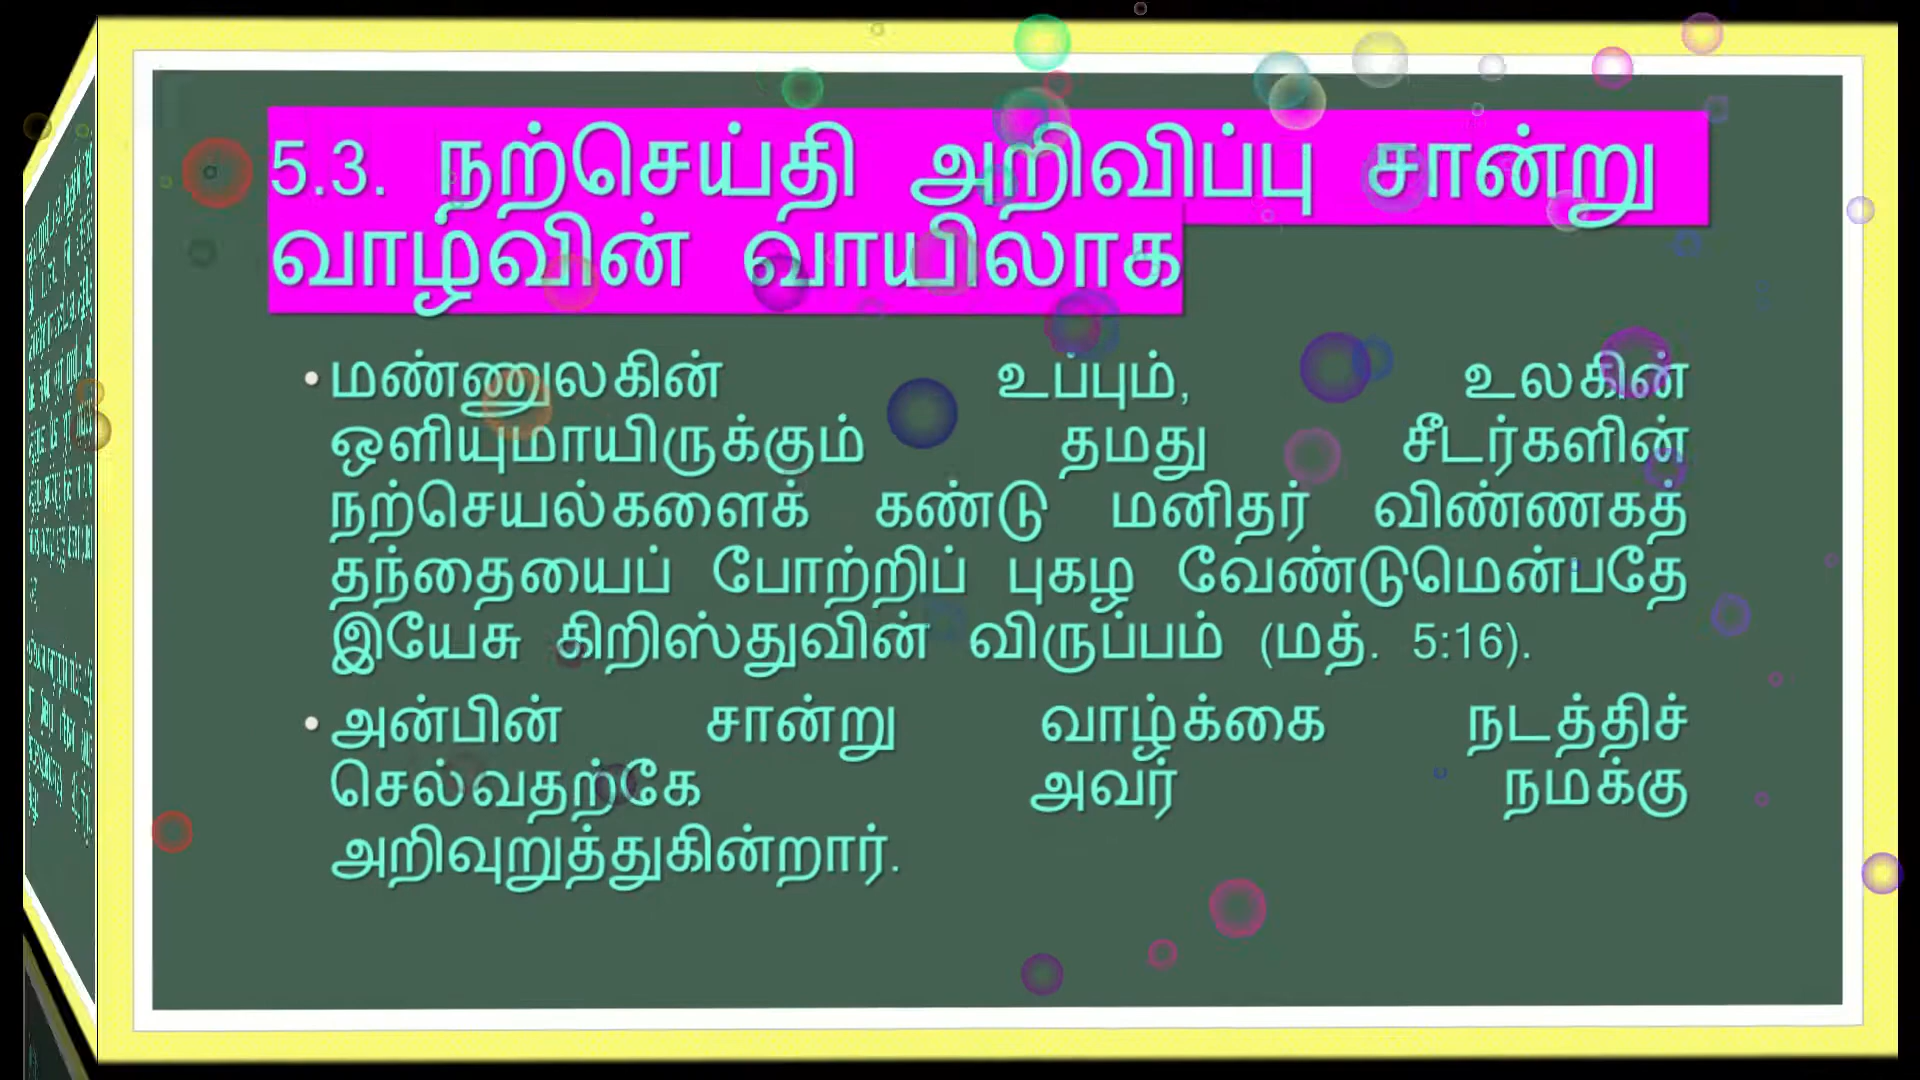 5.3. நற்செய்தி அறிவிப்பு சான்று
வாழ்வின் வாயிலாக
•மண்ணுலகின் உப்பும், உலகின்
ஒளியுமாயிருக்கும் தமது சீடர்களின்
நற்செயல்களைக் கண்டு மனிதர் விண்ணகத்
தந்தையைப் போற்றிப் புகழ வேண்டுமென்பதே
இயேசு கிறிஸ்துவின் விருப்பம் (மத். 5:16).
•அன்பின் சான்று வாழ்க்கை நடத்திச்
செல்வதற்கே அவர் நமக்கு
அறிவுறுத்துகின்றார்.